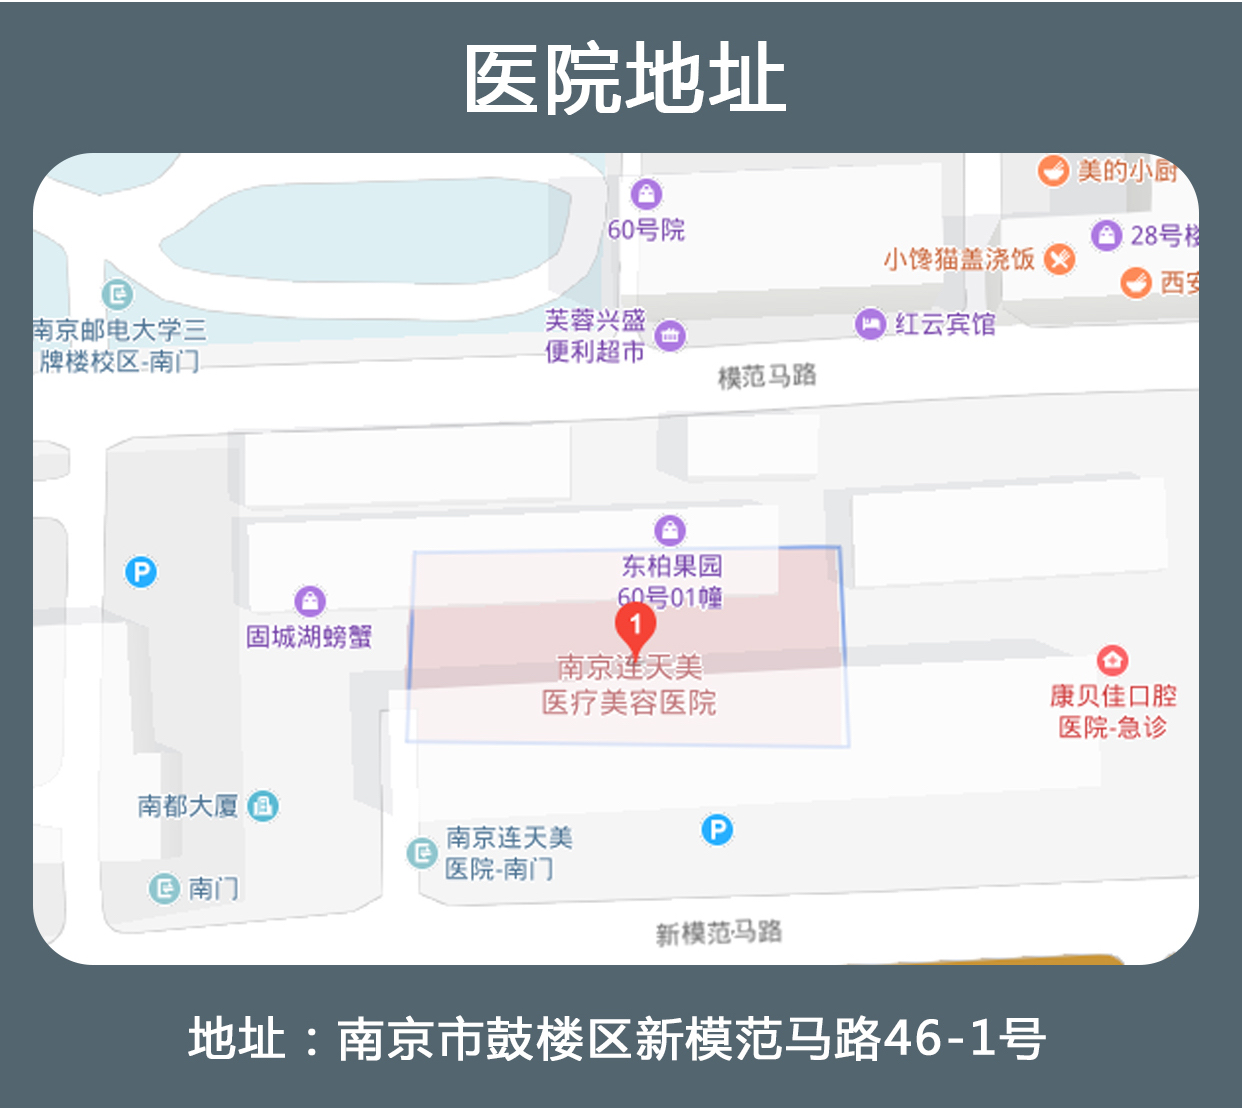 医院地址
美的小厨
60号院
28号楼
小馋猫盖浇饭
西安
南京邮电大学三
牌楼校区-南门
芙蓉兴盛
便利超市
红云宾馆
模范马路
P
东柏果园
60号01幢
1
固城湖螃蟹
南京连天美
医疗美容医院
康贝佳口腔
医院-急诊
南都大厦
P
南京连天美
医院-南门
南门
新模范马路
地址：南京市鼓楼区新模范马路46-1号